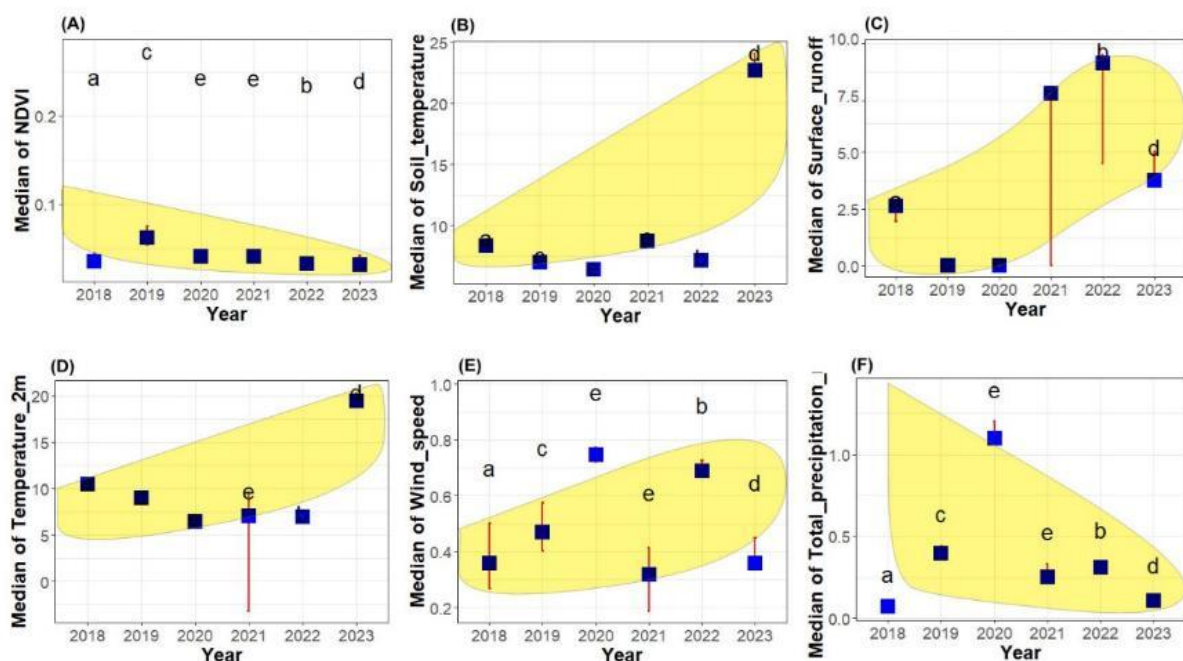 (A)
Median of NDVI
0.2
0.1
a
c
e
e
b
d
2018 2019 2020 2021 2022 2023
Year
(B)
Median of Soil_temperature
25
20
15
10
d
2018 2019 2020 2021 2022 2023
Year
(C)
Median of Surface_runoff
10.0
7.5
5.0
2.5
0.0
b
d
2018 2019 2020 2021 2022 2023
Year
(D)
Median of Temperature_2m
20
15
10
5
0
e
d
2018 2019 2020 2021 2022 2023
Year
(E)
Median of Wind_speed
1.0
0.8
0.6
0.4
0.2
a
c
e
e
b
d
2018 2019 2020 2021 2022 2023
Year
(F)
Median of Total_precipitation_
1.0
0.5
0.0
a
c
e
e
b
d
2018 2019 2020 2021 2022 2023
Year